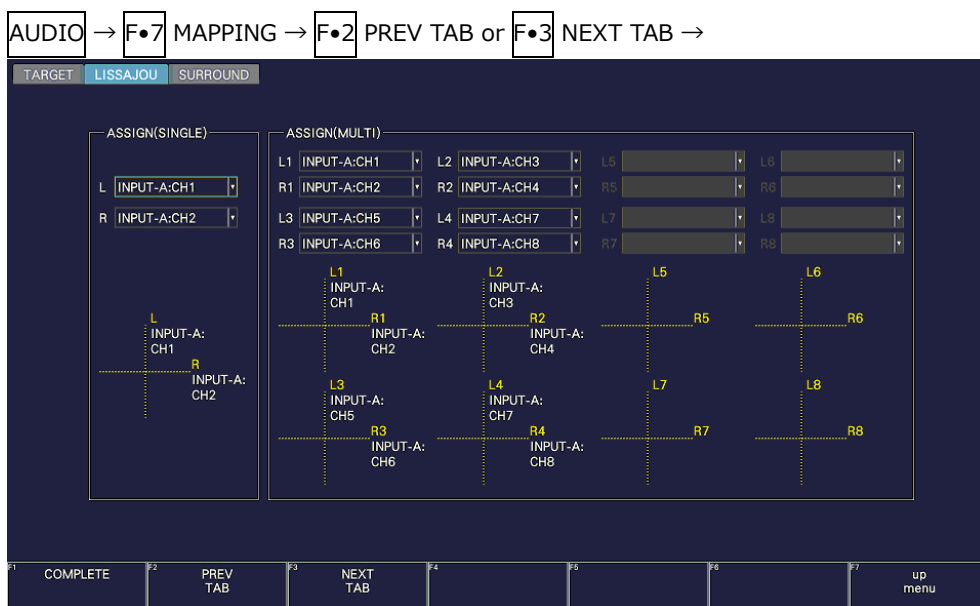 AUDIO → F•7 MAPPING → F•2 PREV TAB or F•3 NEXT TAB →
TARGET LISSAJOU SURROUND
ASSIGN(SINGLE)
L INPUT-A:CH1
R INPUT-A:CH2
L
INPUT-A:
CH1
R
INPUT-A:
CH2
ASSIGN(MULTI)
L1 INPUT-A:CH1 L2 INPUT-A:CH3 L5 L6
R1 INPUT-A:CH2 R2 INPUT-A:CH4 R5 R6
L3 INPUT-A:CH5 L4 INPUT-A:CH7 L7 L8
R3 INPUT-A:CH6 R4 INPUT-A:CH8 R7 R8
L1
INPUT-A:
CH1
R1
INPUT-A:
CH2
L2
INPUT-A:
CH3
R2
INPUT-A:
CH4
L5
R5
L6
R6
L3
INPUT-A:
CH5
R3
INPUT-A:
CH6
L4
INPUT-A:
CH7
R4
INPUT-A:
CH8
L7
R7
L8
R8
F1 COMPLETE
F2 PREV
TAB
F3 NEXT
TAB
F4
F5
F6
F7 up
menu